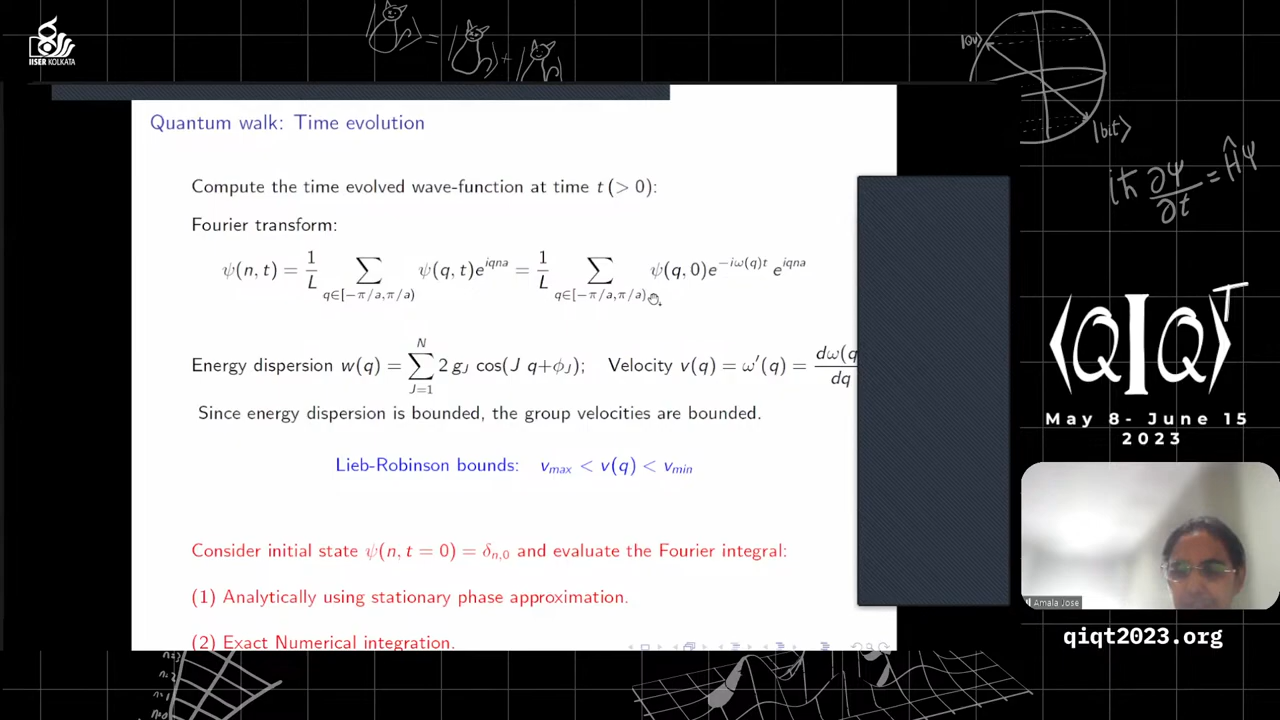 IISER KOLKATA
Quantum walk: Time evolution
Compute the time evolved wave-function at time t (> 0):
Fourier transform:
ψ(n, t) = 1/L ∑_{q∈[−π/a,π/a)} ψ(q, t)e^{iqna} = 1/L ∑_{q∈[−π/a,π/a)} ψ(q, 0)e^{−iω(q)t} e^{iqna}
Energy dispersion w(q) = ∑_{J=1}^{N} 2 g_J cos(J q+ϕ_J); Velocity v(q) = ω′(q) = dω(q/dq
Since energy dispersion is bounded, the group velocities are bounded.
Lieb-Robinson bounds: v_max < v(q) < v_min
Consider initial state ψ(n, t = 0) = δ_{n,0} and evaluate the Fourier integral:
(1) Analytically using stationary phase approximation.
(2) Exact Numerical integration.
|bit⟩
iℏ ∂ψ/∂t = Ĥψ
⟨Q|Q⟩^T
May 8- June 15
2023
Amala Jose
qiqt2023.org
n=3
n=2
n=1
n=0